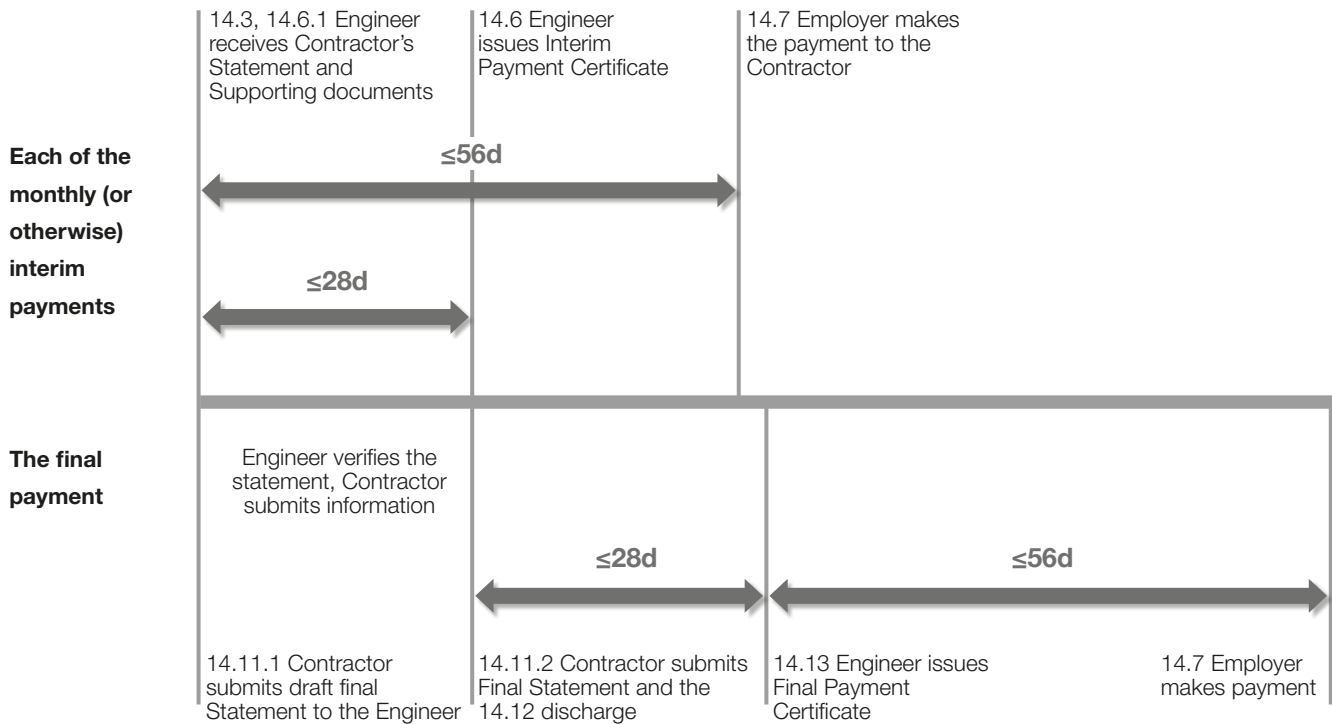 14.3, 14.6.1 Engineer
receives Contractor’s
Statement and
Supporting documents
14.6 Engineer
issues Interim
Payment Certificate
14.7 Employer makes
the payment to the
Contractor
Each of the
monthly (or
otherwise)
interim
payments
≤56d
≤28d
The final
payment
Engineer verifies the
statement, Contractor
submits information
≤28d
≤56d
14.11.1 Contractor
submits draft final
Statement to the Engineer
14.11.2 Contractor submits
Final Statement and the
14.12 discharge
14.13 Engineer issues
Final Payment
Certificate
14.7 Employer
makes payment